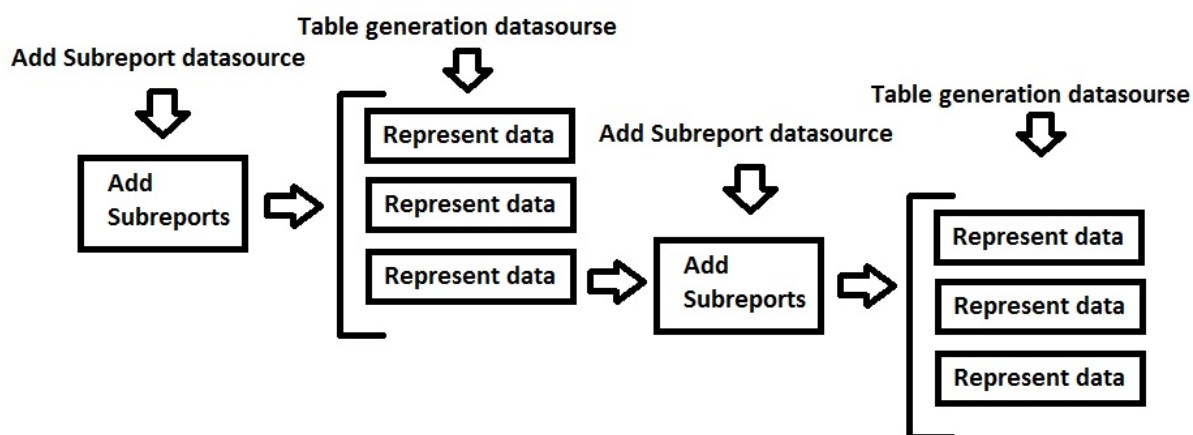 Table generation datasourse
Add Subreport datasource
Represent data
Add
Subreports
Represent data
Represent data
Table generation datasourse
Add Subreport datasource
Add
Subreports
Represent data
Represent data
Represent data